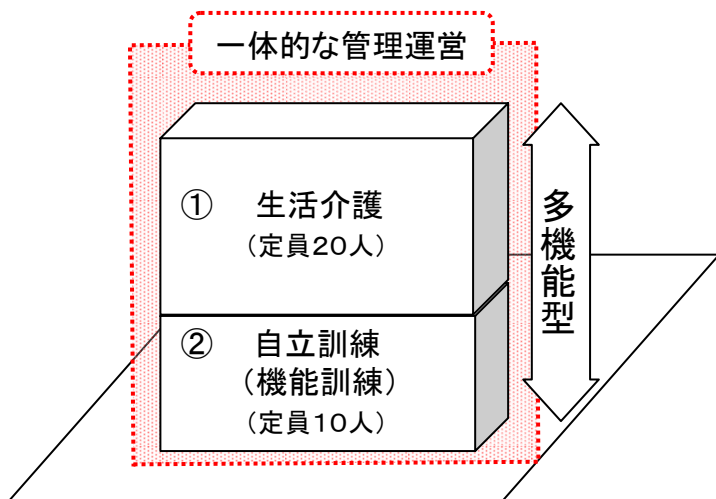 一体的な管理運営
① 生活介護
（定員20人）
② 自立訓練
（機能訓練）
（定員10人）
多機能型